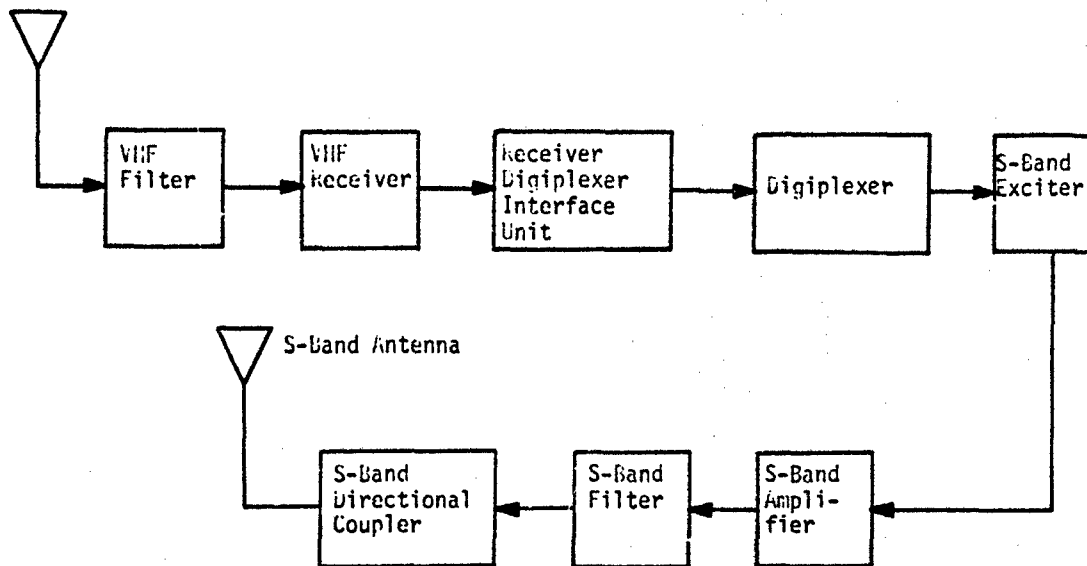 VHF
Filter
VHF
Receiver
Receiver
Digiplexer
Interface
Unit
Digiplexer
S-Band
Exciter
S-Band Antenna
S-Band
Directional
Coupler
S-Band
Filter
S-Band
Ampli-
fier